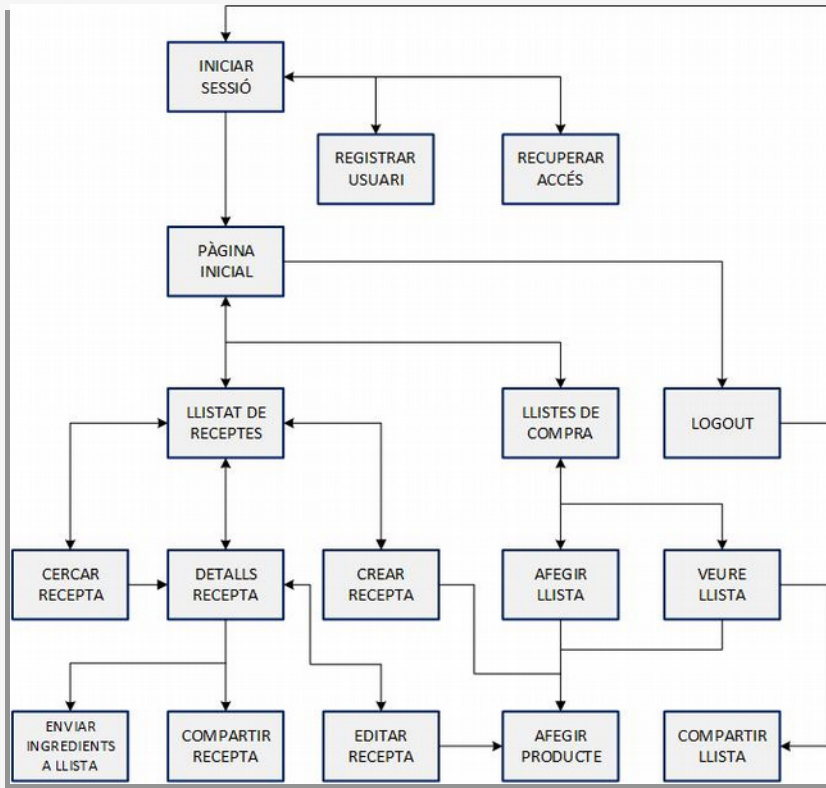 INICIAR
SESSIÓ
REGISTRAR
USUARI
RECUPERAR
ACCÉS
PÀGINA
INICIAL
LLISTAT DE
RECEPTES
LLISTES DE
COMPRA
LOGOUT
CERCAR
RECEPTA
DETALLS
RECEPTA
CREAR
RECEPTA
AFEGIR
LLISTA
VEURE
LLISTA
ENVIAR
INGREDIENTS
A LLISTA
COMPARTIR
RECEPTA
EDITAR
RECEPTA
AFEGIR
PRODUCTE
COMPARTIR
LLISTA